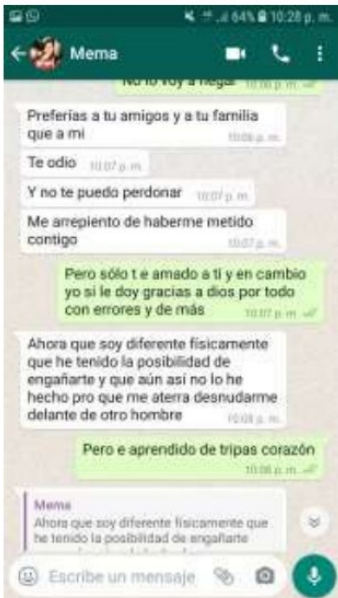 64% 10:28 p. m.
Mema
No lo voy a negar 10:06 p. m.
Preferías a tu amigos y a tu familia
que a mi
10:06 p. m.
Te odio 10:07 p. m.
Y no te puedo perdonar 10:07 p. m.
Me arrepiento de haberme metido
contigo
10:07 p. m.
Pero sólo t e amado a ti y en cambio
yo si le doy gracias a dios por todo
con errores y de más
10:07 p. m.
Ahora que soy diferente físicamente
que he tenido la posibilidad de
engañarte y que aún asi no lo he
hecho pro que me aterra desnudarme
delante de otro hombre
10:08 p. m.
Pero e aprendido de tripas corazón
10:08 p. m.
Mema
Ahora que soy diferente físicamente que
he tenido la posibilidad de engañarte
Escribe un mensaje